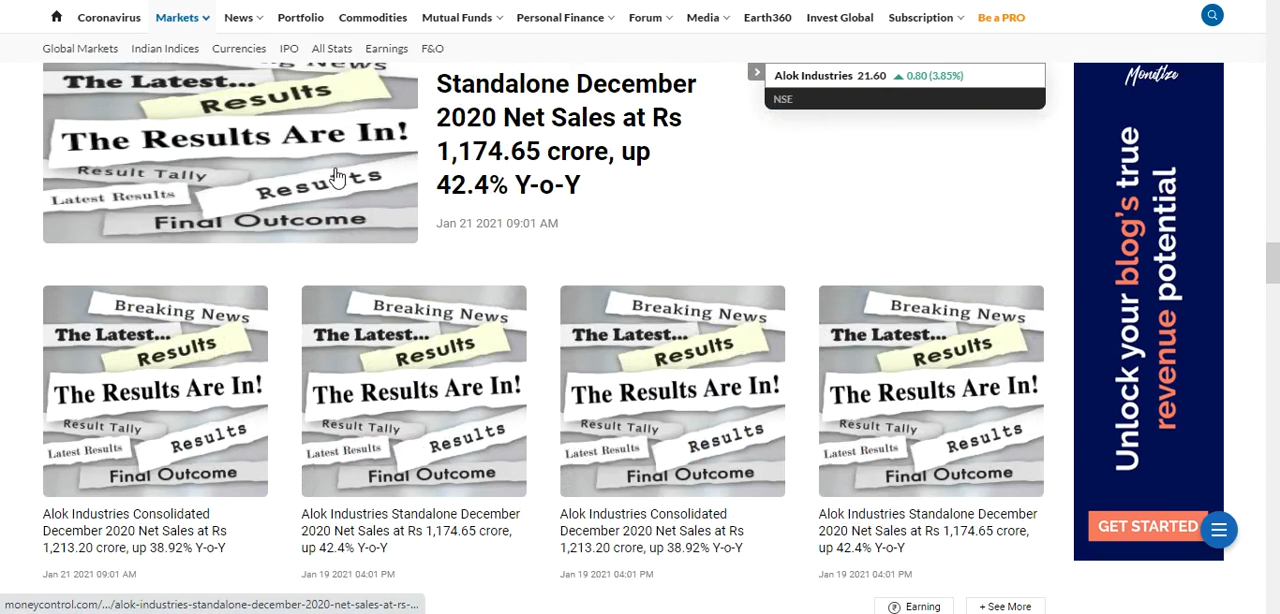 Coronavirus Markets News Portfolio Commodities Mutual Funds Personal Finance Forum Media Earth360 Invest Global Subscription Be a PRO
Global Markets Indian Indices Currencies IPO All Stats Earnings F&O
The Latest...
Results
The Results Are In!
Result Tally
Latest Results
Results
Final Outcome
Standalone December
2020 Net Sales at Rs
1,174.65 crore, up
42.4% Y-o-Y
Jan 21 2021 09:01 AM
Alok Industries 21.60 0.80 (3.85%)
NSE
Monetize
Unlock your blog's true
revenue potential
GET STARTED
Breaking News
The Latest...
Results
The Results Are In!
Result Tally
Latest Results
Results
Final Outcome
Alok Industries Consolidated
December 2020 Net Sales at Rs
1,213.20 crore, up 38.92% Y-o-Y
Jan 21 2021 09:01 AM
Breaking News
The Latest...
Results
The Results Are In!
Result Tally
Latest Results
Results
Final Outcome
Alok Industries Standalone December
2020 Net Sales at Rs 1,174.65 crore,
up 42.4% Y-o-Y
Jan 19 2021 04:01 PM
Breaking News
The Latest...
Results
The Results Are In!
Result Tally
Latest Results
Results
Final Outcome
Alok Industries Consolidated
December 2020 Net Sales at Rs
1,213.20 crore, up 38.92% Y-o-Y
Jan 19 2021 04:01 PM
Breaking News
The Latest...
Results
The Results Are In!
Result Tally
Latest Results
Results
Final Outcome
Alok Industries Standalone December
2020 Net Sales at Rs 1,174.65 crore,
up 42.4% Y-o-Y
Jan 19 2021 04:01 PM
moneycontrol.com/.../alok-industries-standalone-december-2020-net-sales-at-rs-...
Earning
+ See More